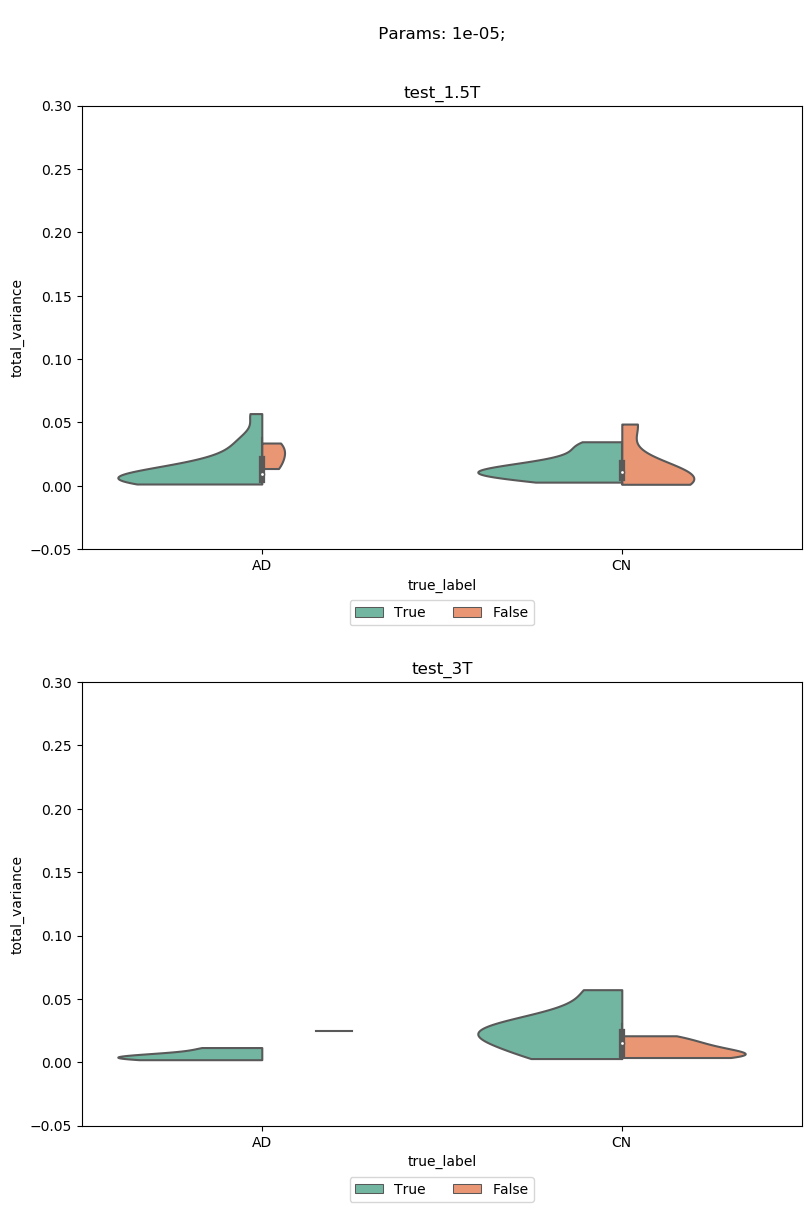 Params: 1e-05;
test_1.5T
0.30
0.25
0.20
0.15
0.10
0.05
0.00
−0.05
total_variance
AD CN
true_label
True False
test_3T
0.30
0.25
0.20
0.15
0.10
0.05
0.00
−0.05
total_variance
AD CN
true_label
True False